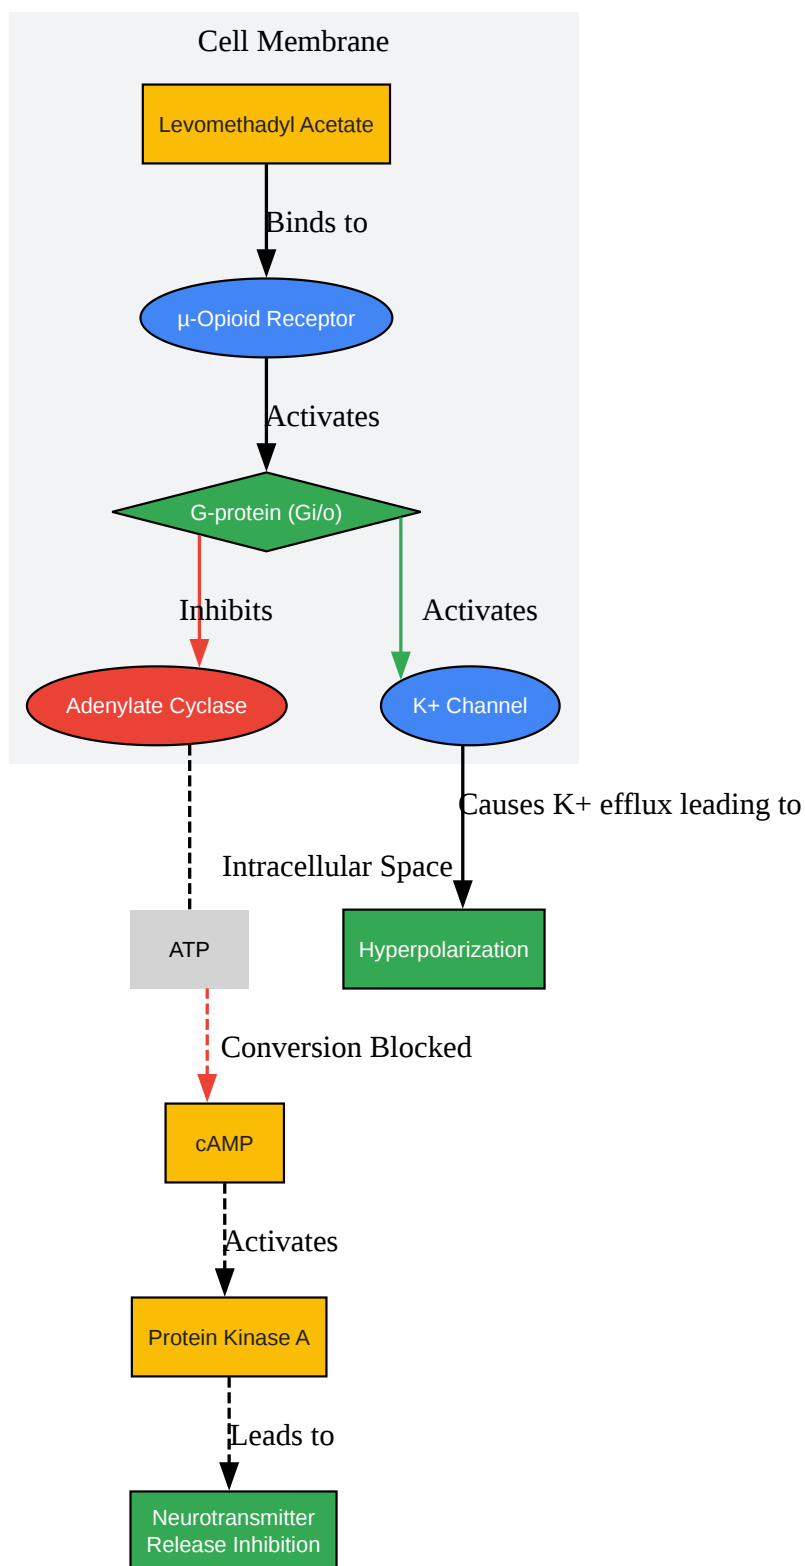 Cell Membrane
Levomethadyl Acetate
Binds to
µ-Opioid Receptor
Activates
G-protein (Gi/o)
Inhibits
Activates
Adenylate Cyclase
K+ Channel
Causes K+ efflux leading to
Intracellular Space
ATP
Hyperpolarization
Conversion Blocked
cAMP
Activates
Protein Kinase A
Leads to
Neurotransmitter
Release Inhibition